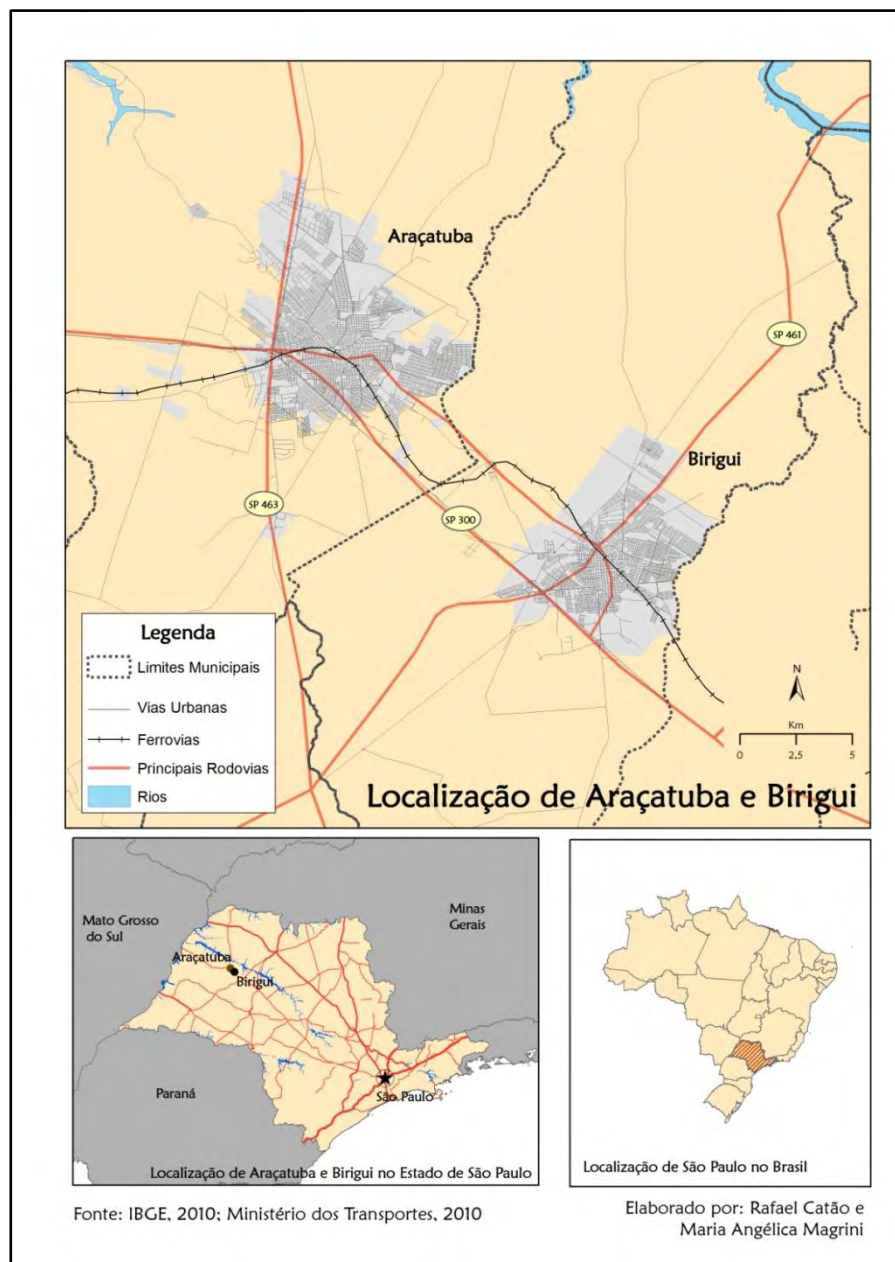 Araçatuba
SP 461
Birigui
SP 463
SP 300
Legenda
Limites Municipais
Vias Urbanas
Ferrovias
Principais Rodovias
Rios
N
Km
0 2,5 5
Localização de Araçatuba e Birigui
Mato Grosso
do Sul
Minas
Gerais
Araçatuba
Birigui
Paraná
São Paulo
Localização de Araçatuba e Birigui no Estado de São Paulo
Localização de São Paulo no Brasil
Fonte: IBGE, 2010; Ministério dos Transportes, 2010
Elaborado por: Rafael Catão e
Maria Angélica Magrini